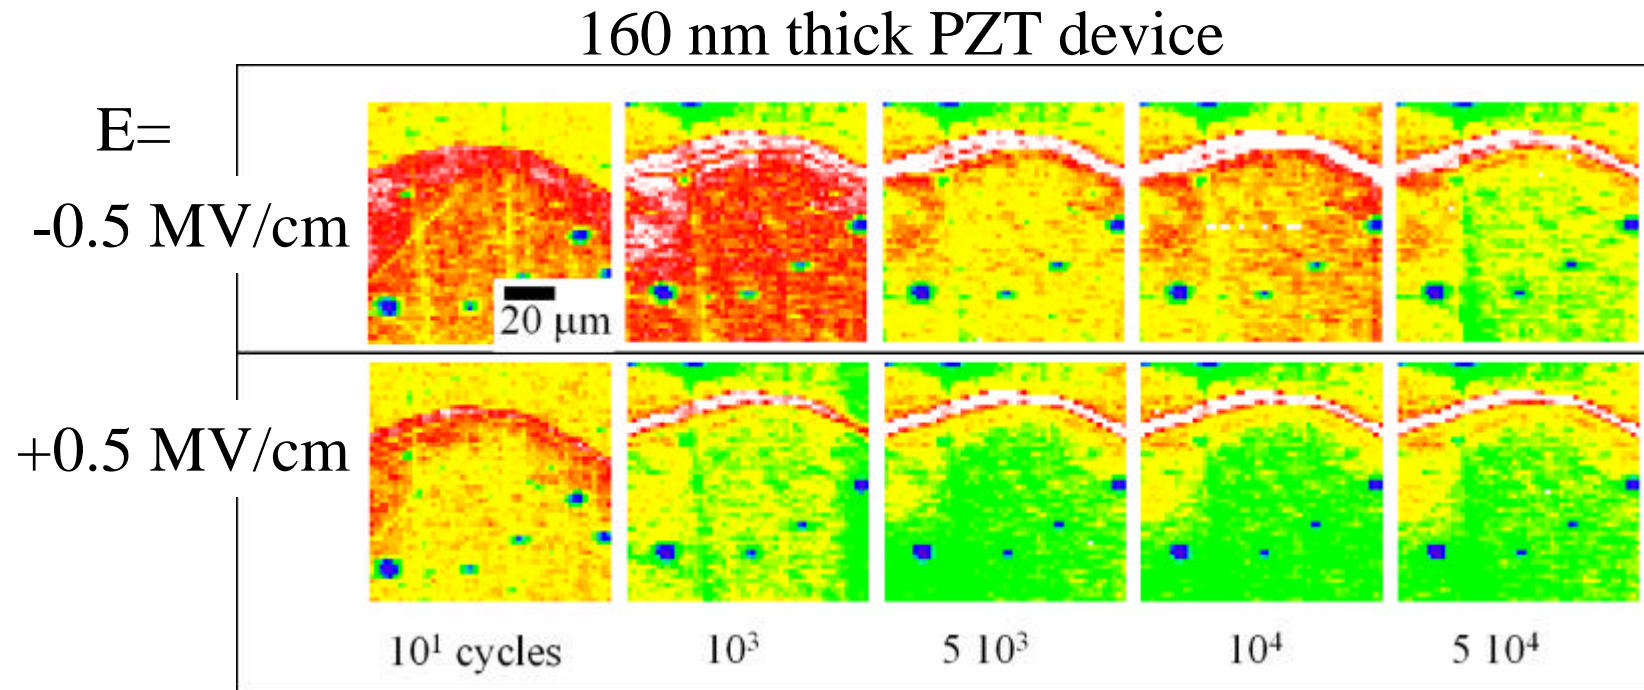 160 nm thick PZT device
E=
-0.5 MV/cm
20 μm
+0.5 MV/cm
10¹ cycles 10³ 5 10³ 10⁴ 5 10⁴